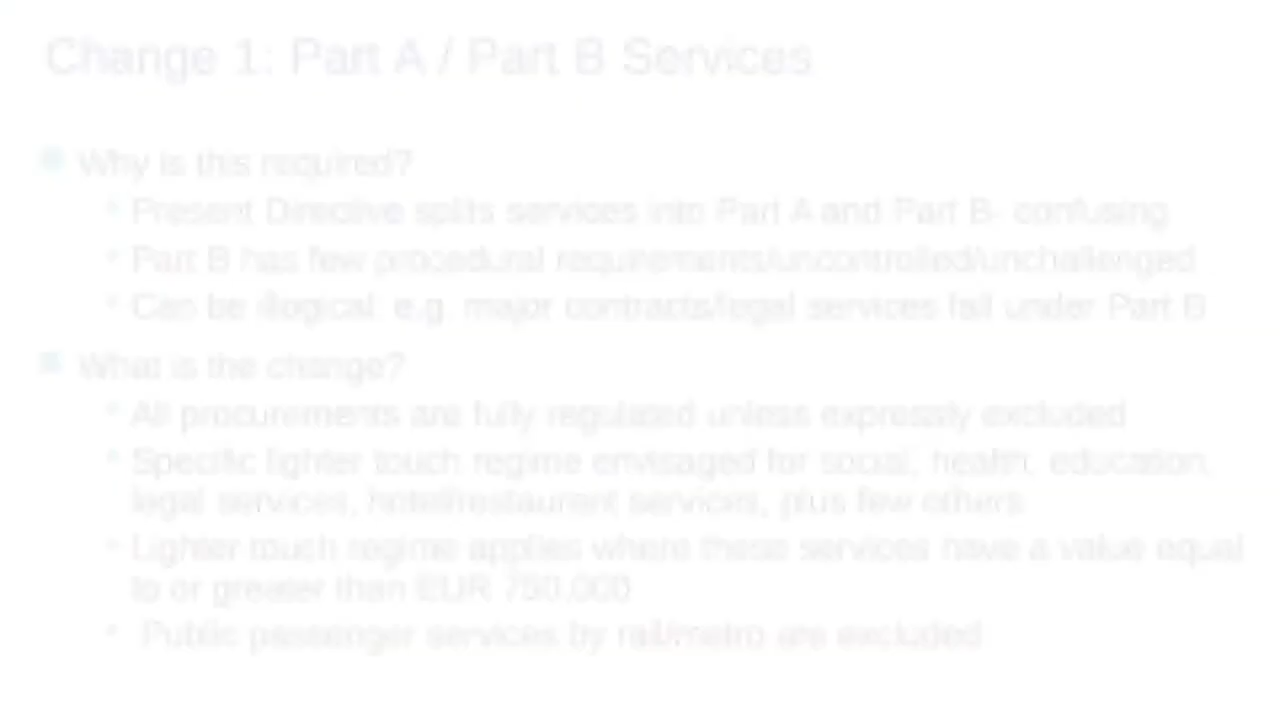 Change 1: Part A / Part B Services
Why is this required?
Present Directive splits services into Part A and Part B- confusing
Part B has few procedural requirements/uncontrolled/unchallenged
Can be illogical: e.g. major contracts/legal services fall under Part B
What is the change?
All procurements are fully regulated unless expressly excluded
Specific lighter touch regime envisaged for social, health, education,
legal services, hotel/restaurant services, plus few others
Lighter touch regime applies where these services have a value equal
to or greater than EUR 750,000
Public passenger services by rail/metro are excluded